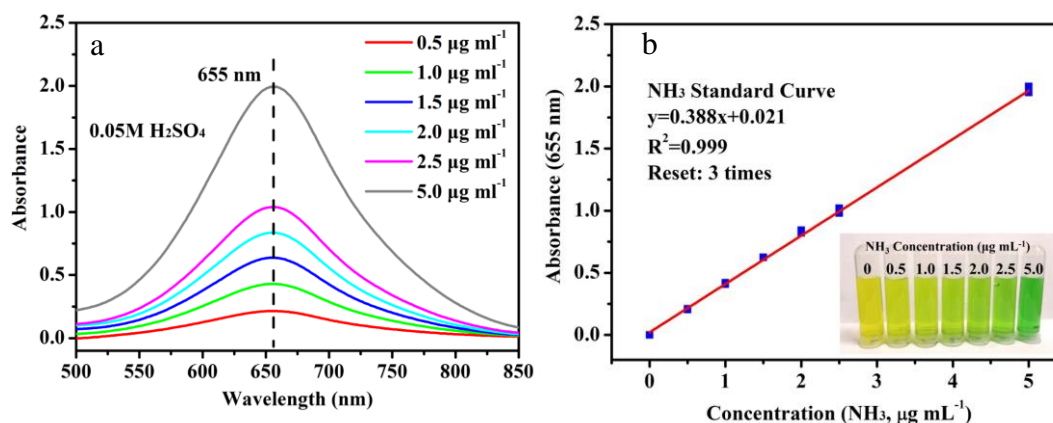 a
655 nm
0.05M H₂SO₄
0.5 μg ml⁻¹
1.0 μg ml⁻¹
1.5 μg ml⁻¹
2.0 μg ml⁻¹
2.5 μg ml⁻¹
5.0 μg ml⁻¹
2.5
2.0
1.5
1.0
0.5
0.0
Absorbance
500 550 600 650 700 750 800 850
Wavelength (nm)
b
NH₃ Standard Curve
y=0.388x+0.021
R²=0.999
Reset: 3 times
2.5
2.0
1.5
1.0
0.5
0.0
Absorbance (655 nm)
NH₃ Concentration (μg mL⁻¹)
0 0.5 1.0 1.5 2.0 2.5 5.0
0 1 2 3 4 5
Concentration (NH₃, μg mL⁻¹)